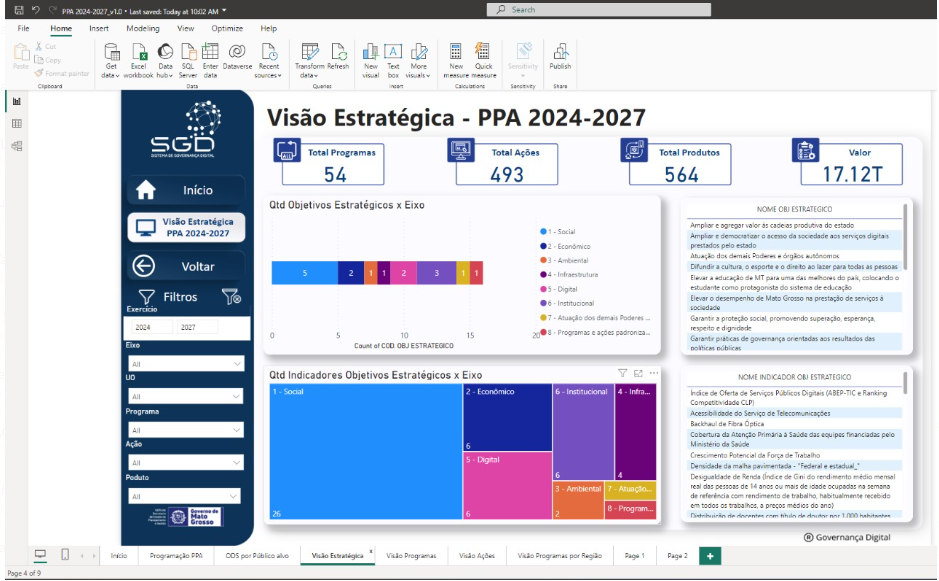 PPA 2024-2027_v1.0 • Last saved: Today at 10:02 AM
Search
File Home Insert Modeling View Optimize Help
Paste
Cut
Copy
Format painter
Clipboard
Get data
Excel workbook
Data hub
SQL Server
Enter data
Dataverse
Recent sources
Data
Transform data
Refresh
Queries
New visual
Text box
More visuals
Insert
New measure
Quick measure
Calculations
Sensitivity
Sensitivity
Publish
Share
SGD
SISTEMA DE GOVERNANÇA DIGITAL
Início
Visão Estratégica
PPA 2024-2027
Voltar
Filtros
Exercício
2024 2027
Eixo
All
UO
All
Programa
All
Ação
All
Poduto
All
Governo de
Mato
Grosso
Visão Estratégica - PPA 2024-2027
Total Programas
54
Total Ações
493
Total Produtos
564
Valor
17.12T
Qtd Objetivos Estratégicos x Eixo
5 2 1 1 2 3 1 1
0 5 10 15 20
Count of COD OBJ ESTRATEGICO
1 - Social
2 - Econômico
3 - Ambiental
4 - Infraestrutura
5 - Digital
6 - Institucional
7 - Atuação dos demais Poderes ...
8 - Programas e ações padroniza...
NOME OBJ ESTRATEGICO
Ampliar e agregar valor às cadeias produtiva do estado
Ampliar e democratizar o acesso da sociedade aos serviços digitais
prestados pelo estado
Atuação dos demais Poderes e órgãos autônomos
Difundir a cultura, o esporte e o direito ao lazer para todas as pessoas
Elevar a educação de MT para uma das melhores do país, colocando o
estudante como protagonista do sistema de educação
Elevar o desempenho de Mato Grosso na prestação de serviços à
sociedade
Garantir a proteção social, promovendo superação, esperança,
respeito e dignidade
Garantir práticas de governança orientadas aos resultados das
políticas públicas
Qtd Indicadores Objetivos Estratégicos x Eixo
1 - Social
26
2 - Econômico
6
5 - Digital
6
6 - Institucional
6
4 - Infra...
4
3 - Ambiental
2
7 - Atuação...
8 - Program...
NOME INDICADOR OBJ ESTRATEGICO
Índice de Oferta de Serviços Públicos Digitais (ABEP-TIC e Ranking
Competitividade CLP)
Acessibilidade do Serviço de Telecomunicações
Backhaul de Fibra Óptica
Cobertura da Atenção Primária à Saúde das equipes financiadas pelo
Ministério da Saúde
Crescimento Potencial da Força de Trabalho
Densidade da malha pavimentada - "Federal e estadual_"
Desigualdade de Renda (Índice de Gini do rendimento médio mensal
real das pessoas de 14 anos ou mais de idade ocupadas na semana
de referência com rendimento de trabalho, habitualmente recebido
em todos os trabalhos, a preços médios do ano)
Distribuição de docentes com título de doutor por 1.000 habitantes
Governança Digital
Início
Programação PPA
ODS por Público alvo
Visão Estratégica
Visão Programas
Visão Ações
Visão Programas por Região
Page 1
Page 2
Page 4 of 9